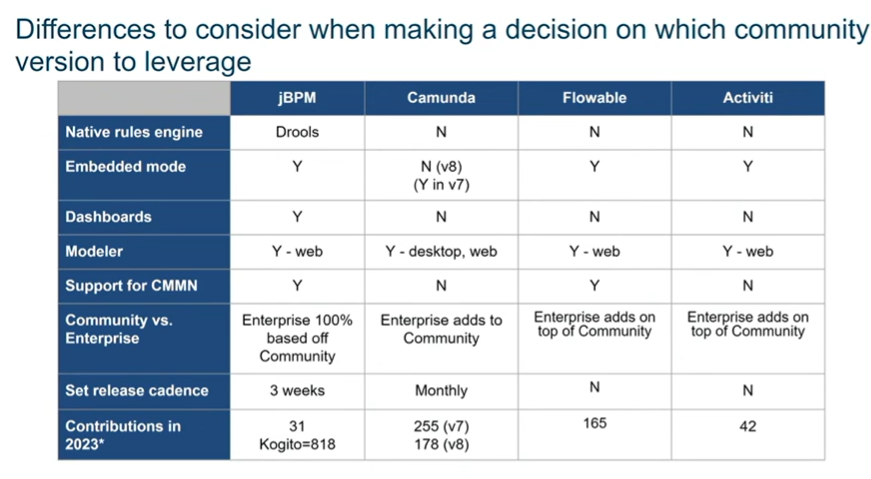 Differences to consider when making a decision on which community
version to leverage
jBPM Camunda Flowable Activiti
Native rules engine Drools N N N
Embedded mode Y N (v8) Y Y
(Y in v7)
Dashboards Y N N N
Modeler Y - web Y - desktop, web Y - web Y - web
Support for CMMN Y N Y N
Community vs. Enterprise 100% Enterprise adds to Enterprise adds on Enterprise adds on
Enterprise based off Community top of Community top of Community
Community
Set release cadence 3 weeks Monthly N N
Contributions in 31 255 (v7) 165 42
2023* Kogito=818 178 (v8)